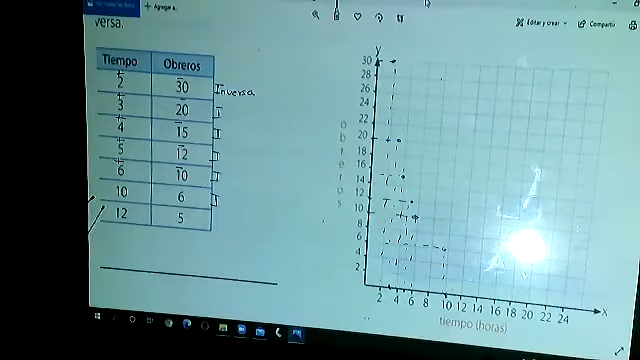 Agregar a...
Editar y crear
Compartir
versa.
Tiempo Obreros
2 30 Inversa
3 20 I
4 15 I
5 12 I
6 10 I
10 6 I
12 5
y
30
28
26
24
22
20
18
16
14
12
10
8
6
4
2
obreros
2 4 6 8 10 12 14 16 18 20 22 24
x
tiempo (horas)